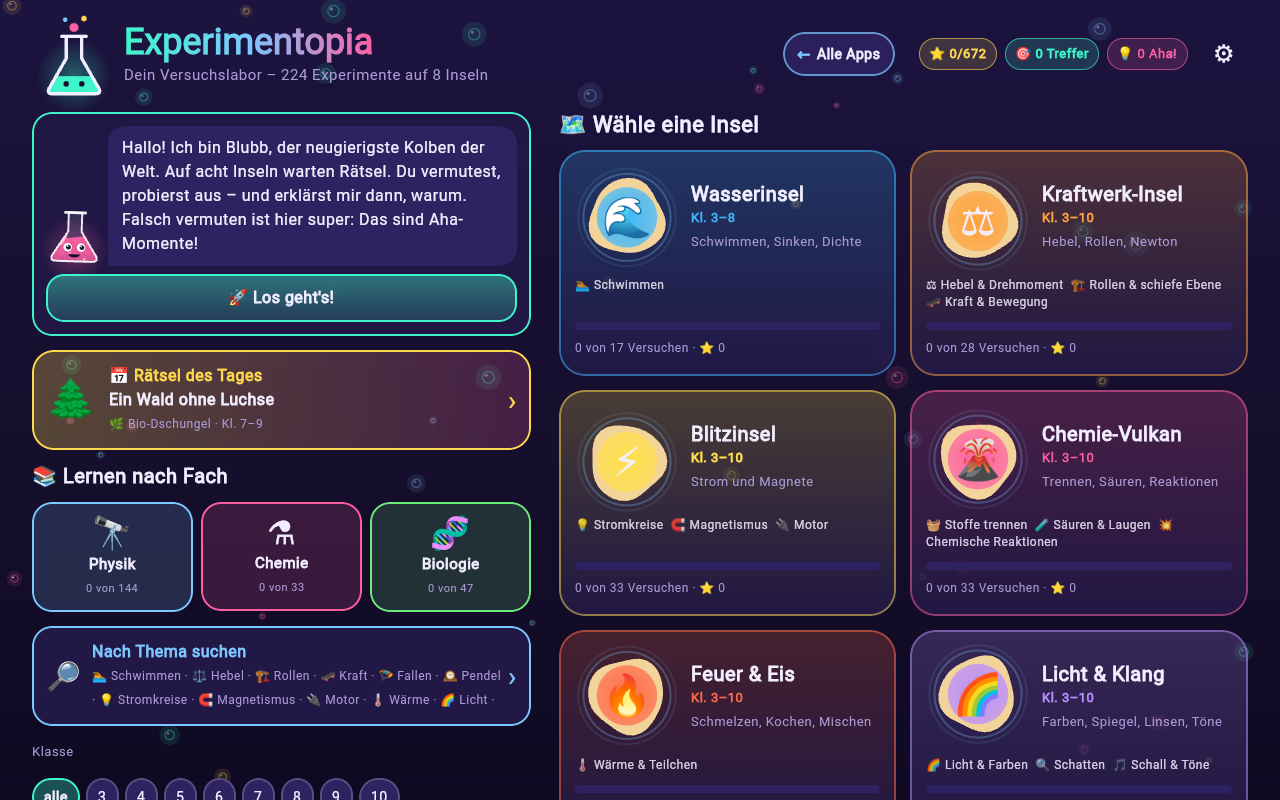 Experimentopia
Dein Versuchslabor – 224 Experimente auf 8 Inseln
← Alle Apps
⭐ 0/672
🎯 0 Treffer
💡 0 Aha!
⚙
Hallo! Ich bin Blubb, der neugierigste Kolben der
Welt. Auf acht Inseln warten Rätsel. Du vermutest,
probierst aus – und erklärst mir dann, warum.
Falsch vermuten ist hier super: Das sind Aha-
Momente!
🚀 Los geht's!
📅 Rätsel des Tages
Ein Wald ohne Luchse
🌿 Bio-Dschungel · Kl. 7–9
›
📚 Lernen nach Fach
Physik
0 von 144
Chemie
0 von 33
Biologie
0 von 47
Nach Thema suchen
🏊 Schwimmen · ⚖️ Hebel · 🏗️ Rollen · 🛹 Kraft · 🪂 Fallen · 🕰️ Pendel
· 💡 Stromkreise · 🧲 Magnetismus · 🔌 Motor · 🌡️ Wärme · 🌈 Licht ·
›
Klasse
alle
3
4
5
6
7
8
9
10
🗺️ Wähle eine Insel
Wasserinsel
Kl. 3–8
Schwimmen, Sinken, Dichte
🏊 Schwimmen
0 von 17 Versuchen · ⭐ 0
Kraftwerk-Insel
Kl. 3–10
Hebel, Rollen, Newton
⚖ Hebel & Drehmoment 🏗️ Rollen & schiefe Ebene
🛹 Kraft & Bewegung
0 von 28 Versuchen · ⭐ 0
Blitzinsel
Kl. 3–10
Strom und Magnete
💡 Stromkreise 🧲 Magnetismus 🔌 Motor
0 von 33 Versuchen · ⭐ 0
Chemie-Vulkan
Kl. 3–10
Trennen, Säuren, Reaktionen
🧺 Stoffe trennen 🧪 Säuren & Laugen 💥
Chemische Reaktionen
0 von 33 Versuchen · ⭐ 0
Feuer & Eis
Kl. 3–10
Schmelzen, Kochen, Mischen
🌡️ Wärme & Teilchen
Licht & Klang
Kl. 3–10
Farben, Spiegel, Linsen, Töne
🌈 Licht & Farben 🔍 Schatten 🎵 Schall & Töne